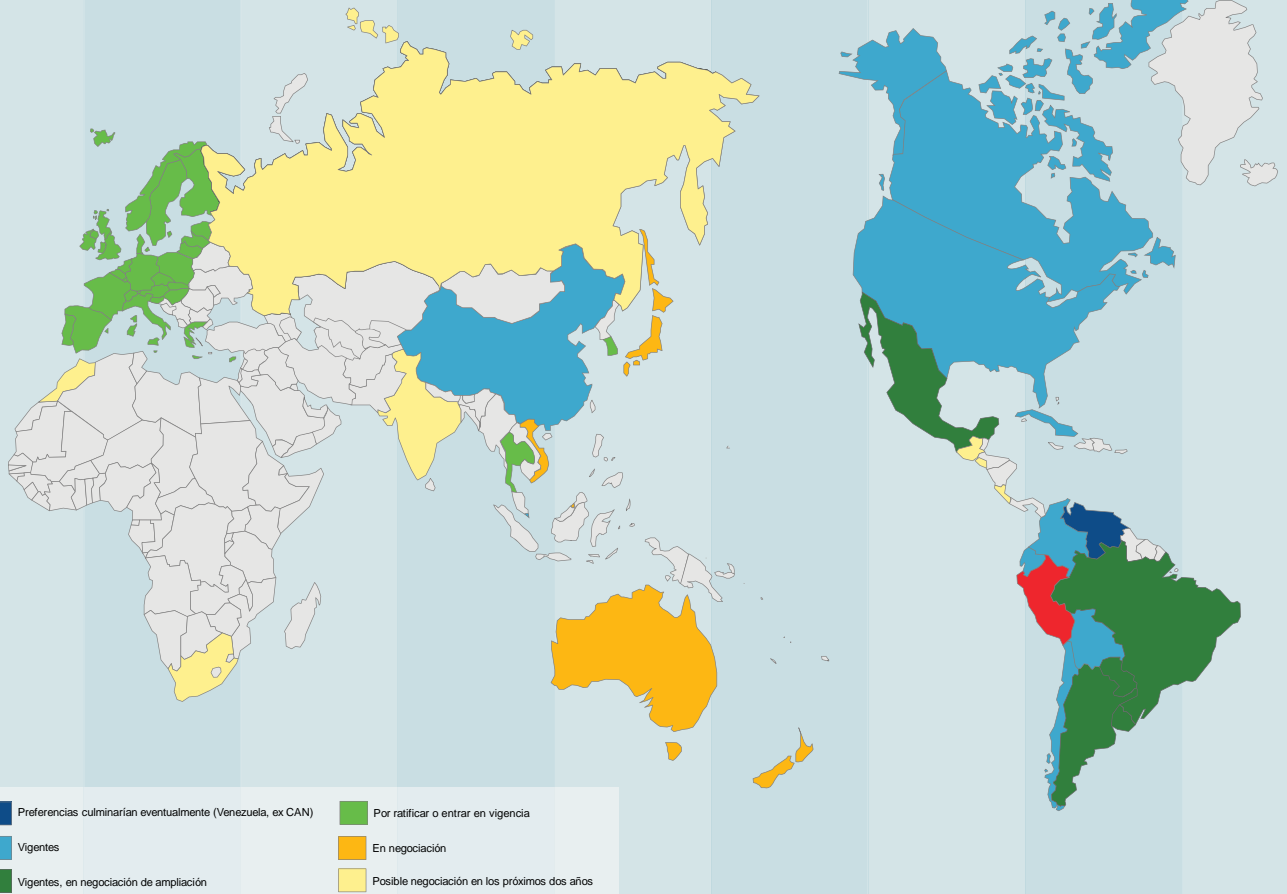 Preferencias culminarían eventualmente (Venezuela, ex CAN)
Vigentes
Vigentes, en negociación de ampliación
Por ratificar o entrar en vigencia
En negociación
Posible negociación en los próximos dos años